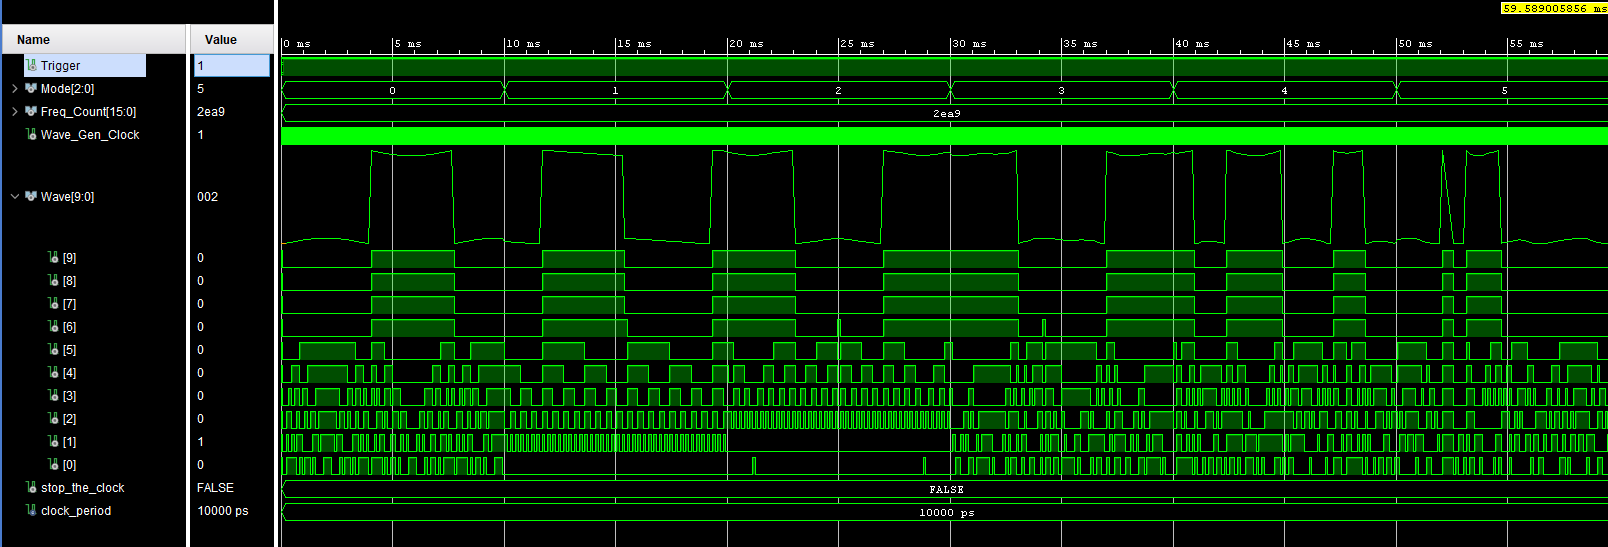 59.589005856 ms
Name Value
0 ms 5 ms 10 ms 15 ms 20 ms 25 ms 30 ms 35 ms 40 ms 45 ms 50 ms 55 ms
Trigger 1
Mode[2:0] 5 0 1 2 3 4 5
Freq_Count[15:0] 2ea9 2ea9
Wave_Gen_Clock 1
Wave[9:0] 002
[9] 0
[8] 0
[7] 0
[6] 0
[5] 0
[4] 0
[3] 0
[2] 0
[1] 1
[0] 0
stop_the_clock FALSE FALSE
clock_period 10000 ps 10000 ps